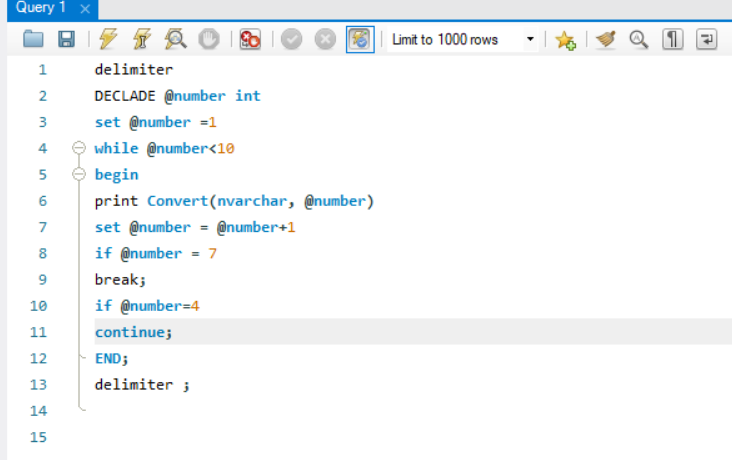 Query 1
Limit to 1000 rows
1 delimiter
2 DECLADE @number int
3 set @number =1
4 while @number<10
5 begin
6 print Convert(nvarchar, @number)
7 set @number = @number+1
8 if @number = 7
9 break;
10 if @number=4
11 continue;
12 END;
13 delimiter ;
14
15